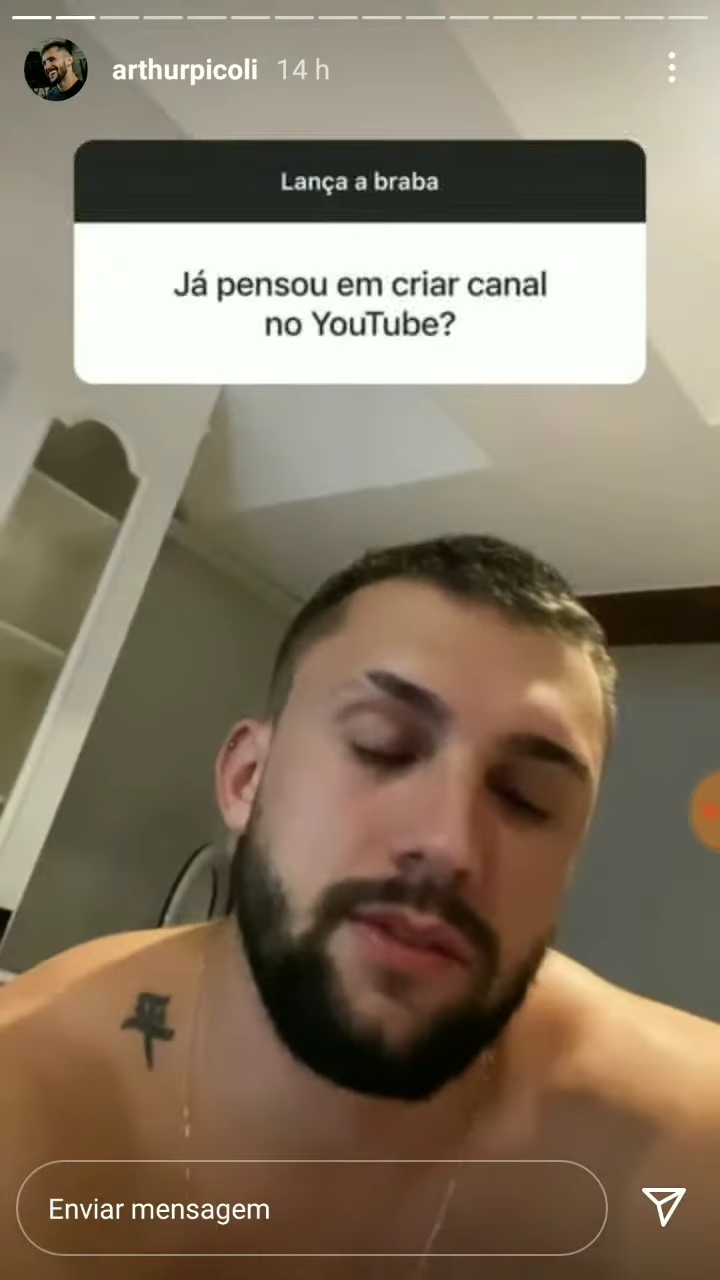 arthurpicoli 14 h
Lança a braba
Já pensou em criar canal
no YouTube?
Enviar mensagem